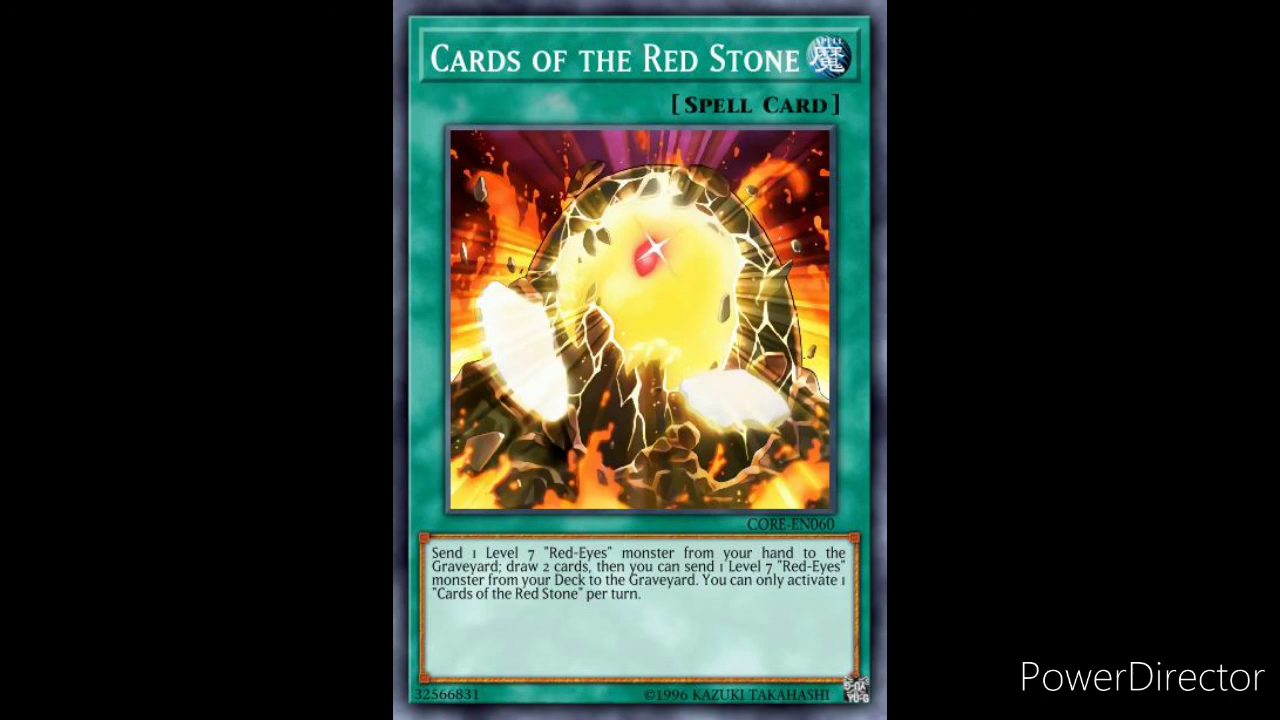 CARDS OF THE RED STONE
SPELL
魔
[SPELL CARD]
CORE-EN060
Send 1 Level 7 "Red-Eyes" monster from your hand to the
Graveyard; draw 2 cards, then you can send 1 Level 7 "Red-Eyes"
monster from your Deck to the Graveyard. You can only activate 1
"Cards of the Red Stone" per turn.
32566831
©1996 KAZUKI TAKAHASHI
PowerDirector